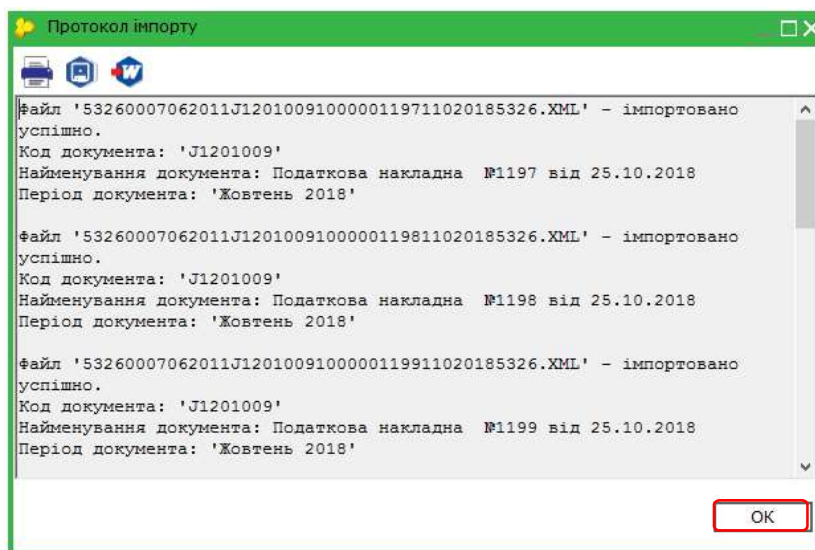 Протокол імпорту
Файл '53260007062011J1201009100000119711020185326.XML' – імпортовано
успішно.
Код документа: 'J1201009'
Найменування документа: Податкова накладна №1197 від 25.10.2018
Період документа: 'Жовтень 2018'
Файл '53260007062011J1201009100000119811020185326.XML' – імпортовано
успішно.
Код документа: 'J1201009'
Найменування документа: Податкова накладна №1198 від 25.10.2018
Період документа: 'Жовтень 2018'
Файл '53260007062011J1201009100000119911020185326.XML' – імпортовано
успішно.
Код документа: 'J1201009'
Найменування документа: Податкова накладна №1199 від 25.10.2018
Період документа: 'Жовтень 2018'
ОК